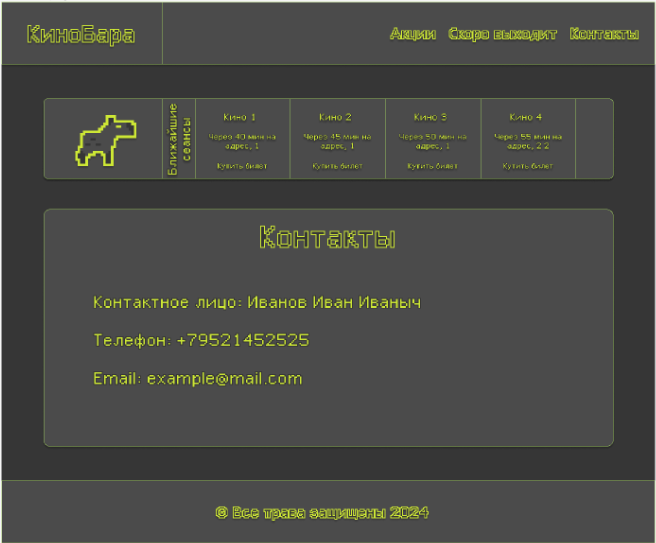 КиноБара
Акции Скоро выходит Контакты
Ближайшие
сеансы
Кино 1
Через 40 мин на
адрес, 1
Купить билет
Кино 2
Через 45 мин на
адрес, 1
Купить билет
Кино 3
Через 50 мин на
адрес, 1
Купить билет
Кино 4
Через 55 мин на
адрес, 22
Купить билет
Контакты
Контактное лицо: Иванов Иван Иваныч
Телефон: +79521452525
Email: example@mail.com
© Все трава защищены 2024